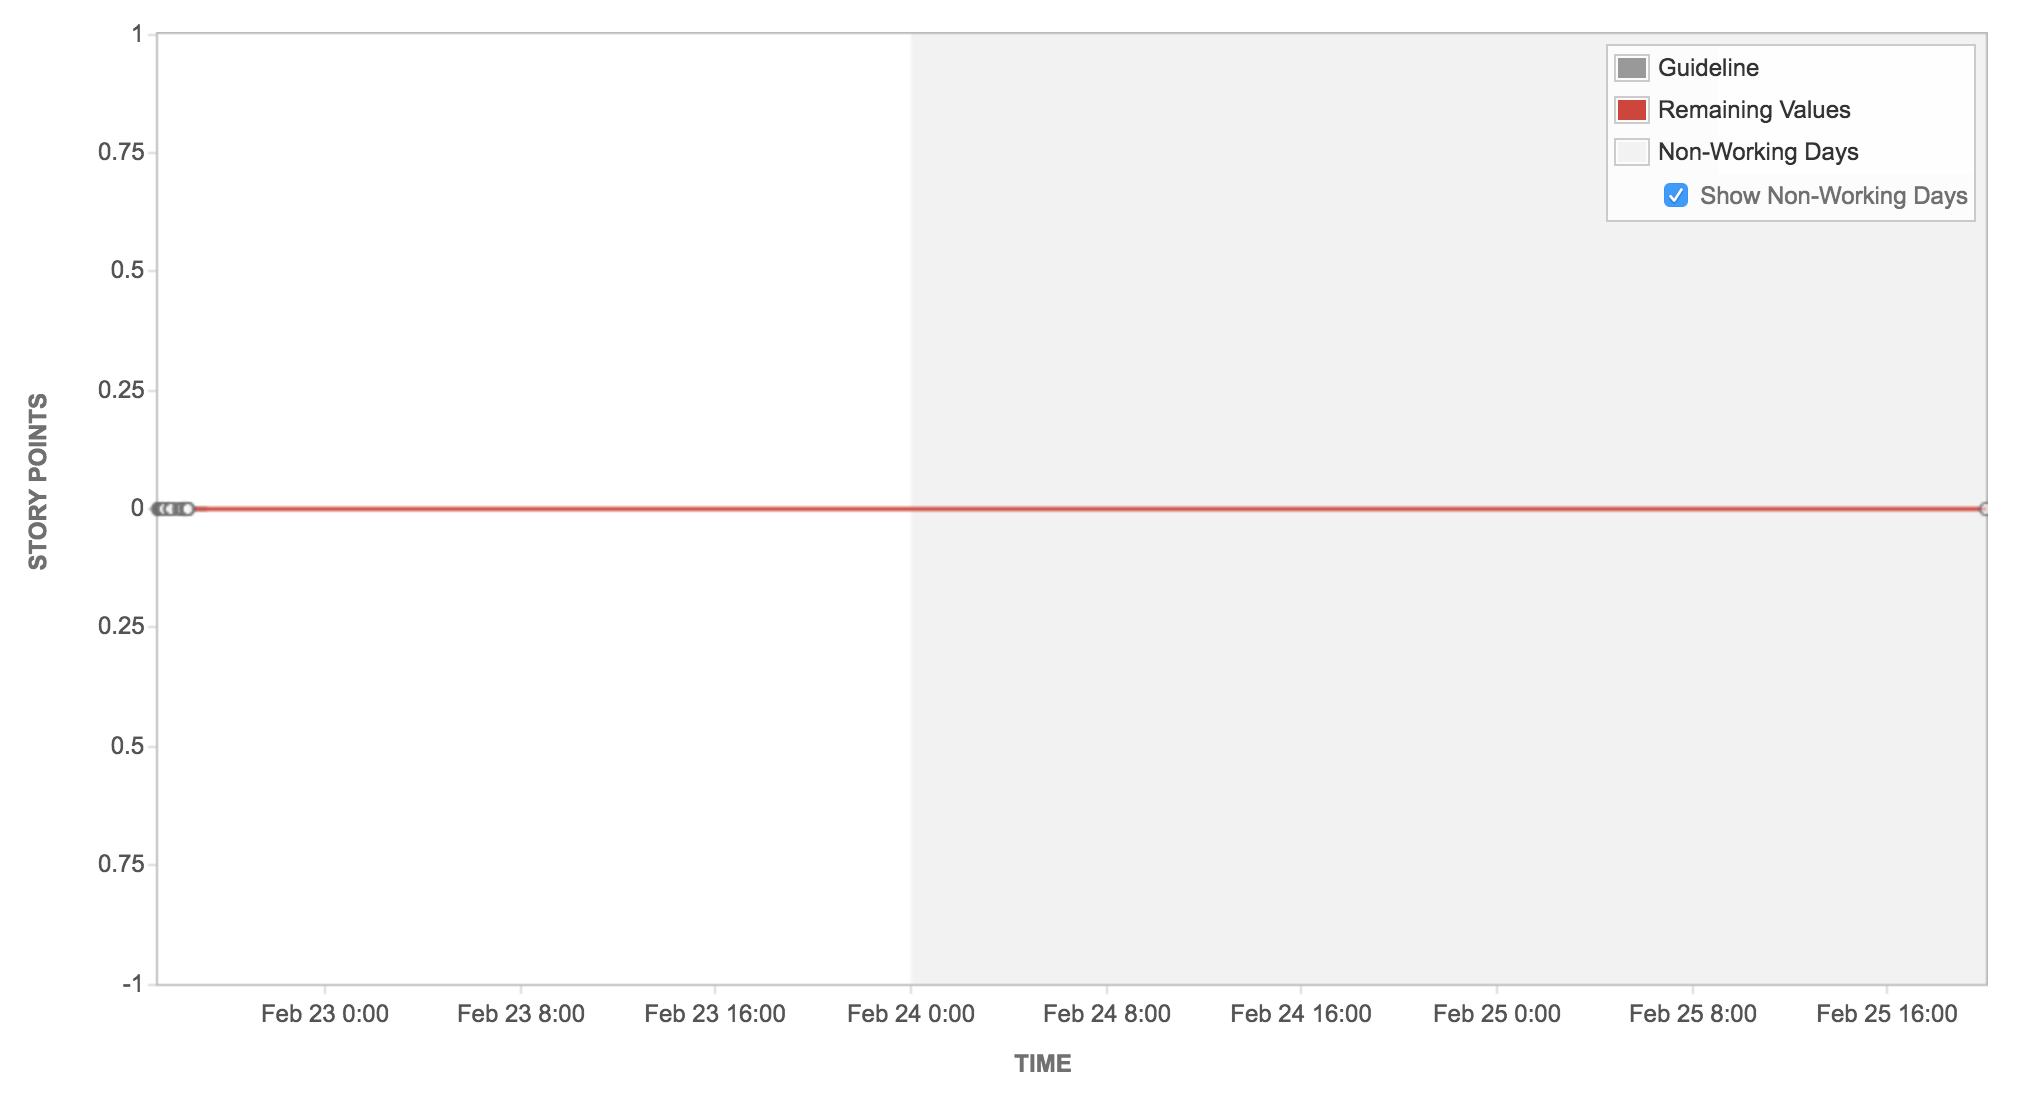 1
0.75
0.5
0.25
0
0.25
0.5
0.75
-1
STORY POINTS
Guideline
Remaining Values
Non-Working Days
Show Non-Working Days
Feb 23 0:00 Feb 23 8:00 Feb 23 16:00 Feb 24 0:00 Feb 24 8:00 Feb 24 16:00 Feb 25 0:00 Feb 25 8:00 Feb 25 16:00
TIME